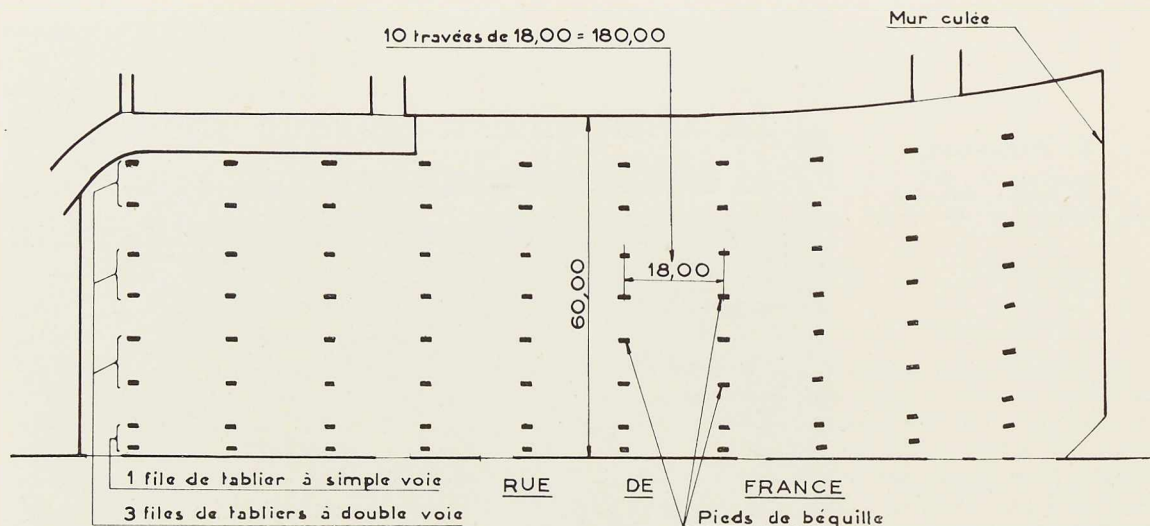 Mur culée
10 travées de 18,00 = 180,00
18,00
60,00
1 file de tablier à simple voie
RUE DE FRANCE
3 files de tabliers à double voie
Pieds de béquille